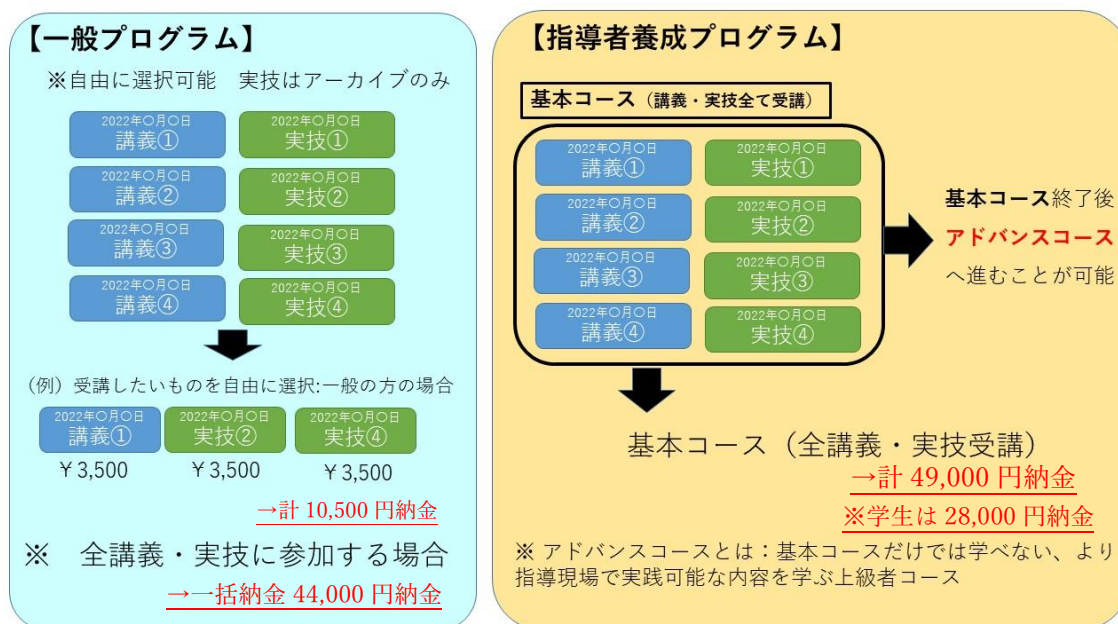 【一般プログラム】
※自由に選択可能　実技はアーカイブのみ
2022年〇月〇日
講義①
2022年〇月〇日
実技①
2022年〇月〇日
講義②
2022年〇月〇日
実技②
2022年〇月〇日
講義③
2022年〇月〇日
実技③
2022年〇月〇日
講義④
2022年〇月〇日
実技④
（例）受講したいものを自由に選択:一般の方の場合
2022年〇月〇日
講義①
2022年〇月〇日
実技②
2022年〇月〇日
実技④
￥3,500
￥3,500
￥3,500
→計 10,500 円納金
※　全講義・実技に参加する場合
→一括納金 44,000 円納金
【指導者養成プログラム】
基本コース（講義・実技全て受講）
2022年〇月〇日
講義①
2022年〇月〇日
実技①
2022年〇月〇日
講義②
2022年〇月〇日
実技②
2022年〇月〇日
講義③
2022年〇月〇日
実技③
2022年〇月〇日
講義④
2022年〇月〇日
実技④
基本コース終了後
アドバンスコース
へ進むことが可能
基本コース（全講義・実技受講）
→計 49,000 円納金
※学生は 28,000 円納金
※ アドバンスコースとは：基本コースだけでは学べない、より
指導現場で実践可能な内容を学ぶ上級者コース